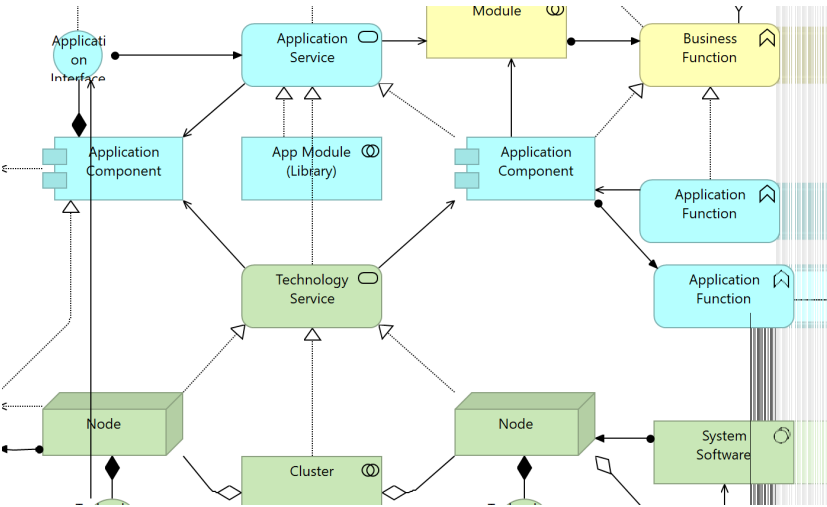 Module
Applicati
on
Interface
Application
Service
Business
Function
Application
Component
App Module
(Library)
Application
Component
Application
Function
Technology
Service
Application
Function
Node
Node
System
Software
Cluster